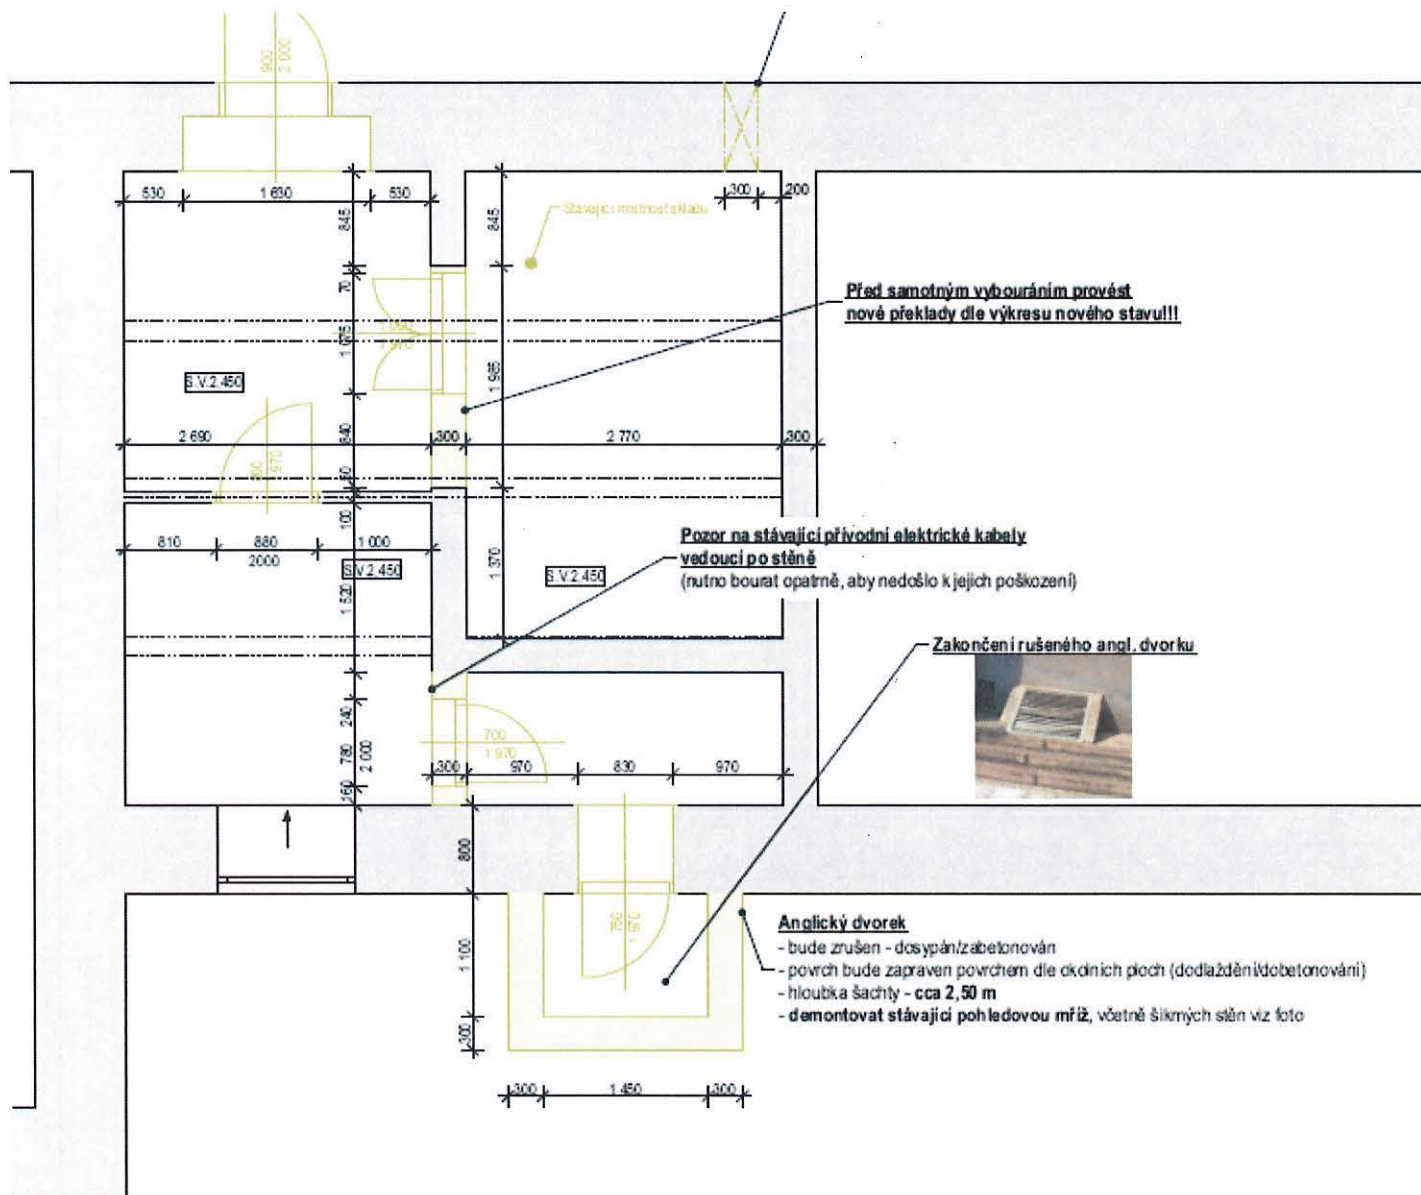 900
2 000
530
1 630
530
300
200
845
845
Stávající místnost skladu
70
Před samotným vybouráním provést
nové překlady dle výkresu nového stavu!!!
1 075
1 985
S.V.2.450
2 690
300
2 770
300
840
970
100
810
880
1 000
2000
S.V.2.450
1 520
1 370
S.V.2.450
Pozor na stávající přívodní elektrické kabely
vedoucí po stěně
(nutno bourat opatrně, aby nedošlo k jejich poškození)
Zakončení rušeného angl. dvorku
240
700
1 970
780
2 000
300
970
830
970
160
800
750
1 970
1 100
Anglický dvorek
- bude zrušen - dosypán/zabetonován
- povrch bude zapraven povrchem dle okolních ploch (dodlaždění/dobetonování)
- hloubka šachty - cca 2,50 m
- demontovat stávající pohledovou mříž, včetně šikmých stěn viz foto
300
300
1 450
300